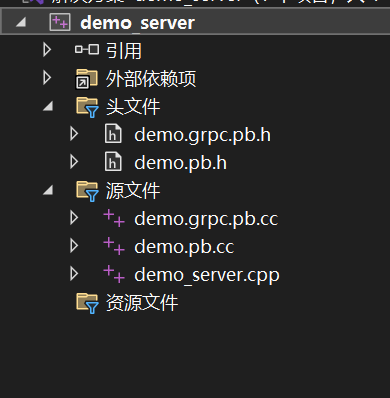 demo_server
引用
外部依赖项
头文件
demo.grpc.pb.h
demo.pb.h
源文件
demo.grpc.pb.cc
demo.pb.cc
demo_server.cpp
资源文件